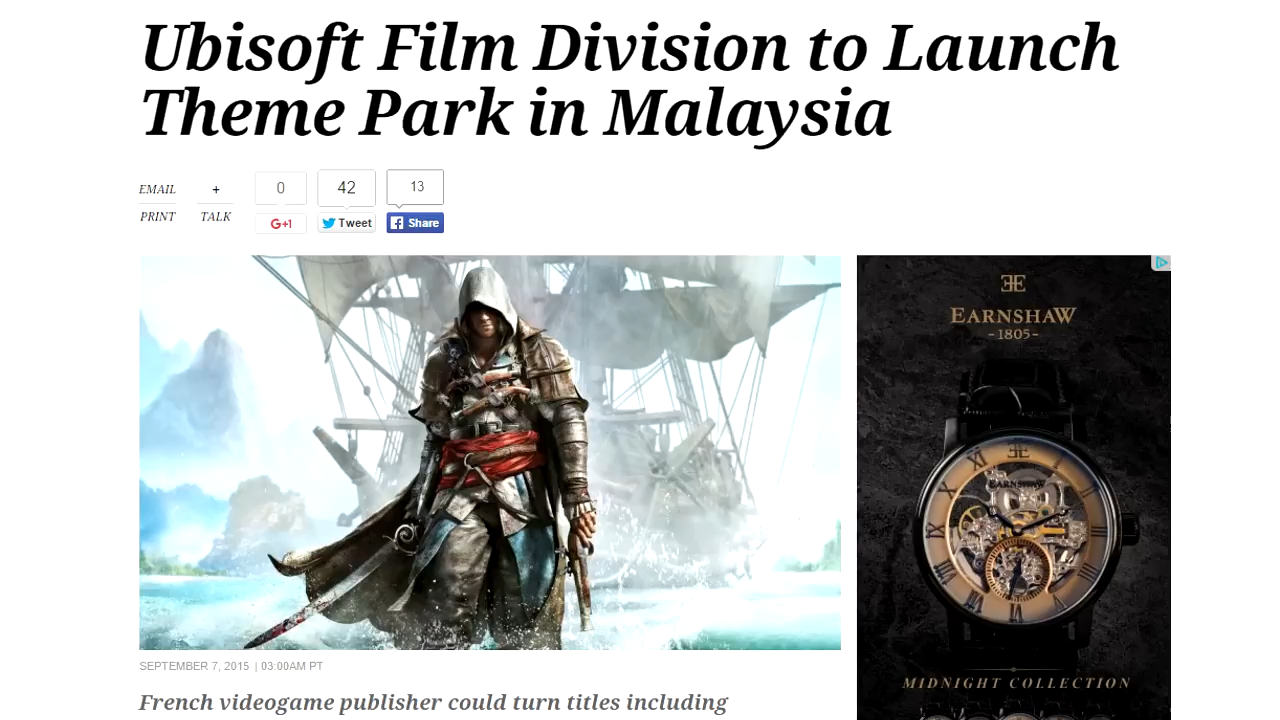 Ubisoft Film Division to Launch
Theme Park in Malaysia
EMAIL
+
0
42
13
PRINT
TALK
G+1
Tweet
Share
EARNSHAW
-1805-
XII
I
EARNSHAW
SEPTEMBER 7, 2015 | 03:00AM PT
MIDNIGHT COLLECTION
French videogame publisher could turn titles including